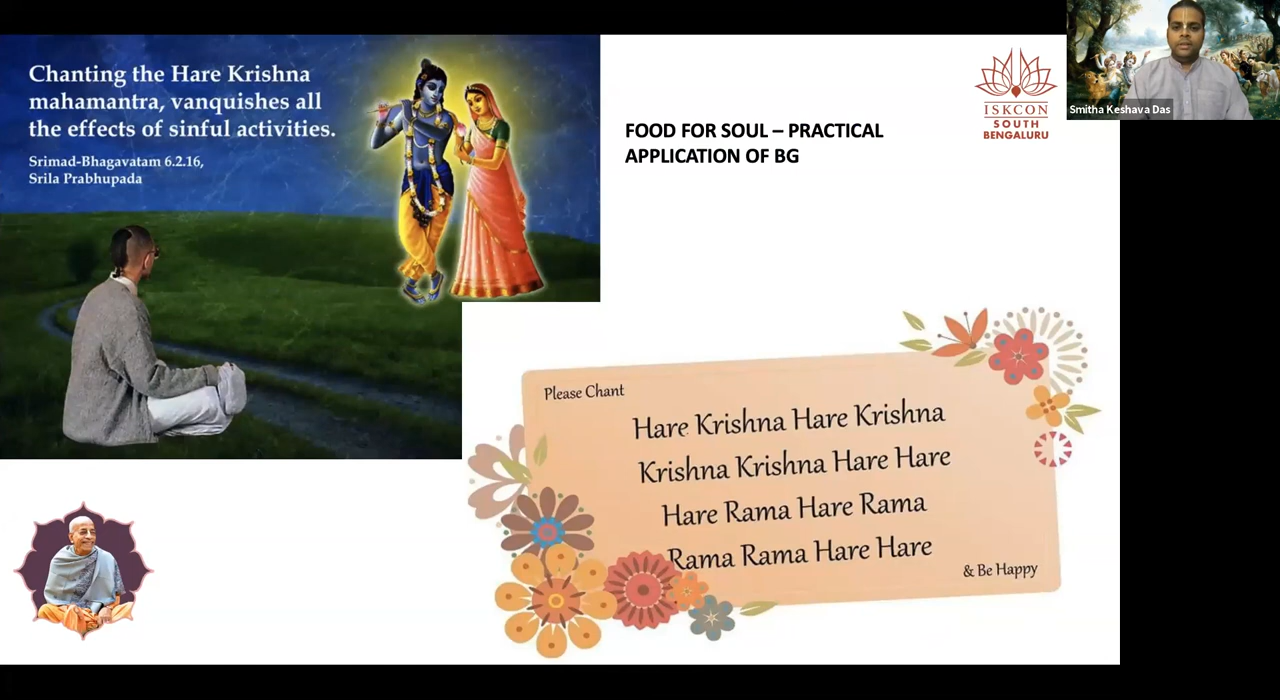 Chanting the Hare Krishna
mahamantra, vanquishes all
the effects of sinful activities.
Srimad-Bhagavatam 6.2.16,
Srila Prabhupada
FOOD FOR SOUL – PRACTICAL
APPLICATION OF BG
ISKCON
SOUTH
BENGALURU
Smitha Keshava Das
Please Chant
Hare Krishna Hare Krishna
Krishna Krishna Hare Hare
Hare Rama Hare Rama
Rama Rama Hare Hare
& Be Happy